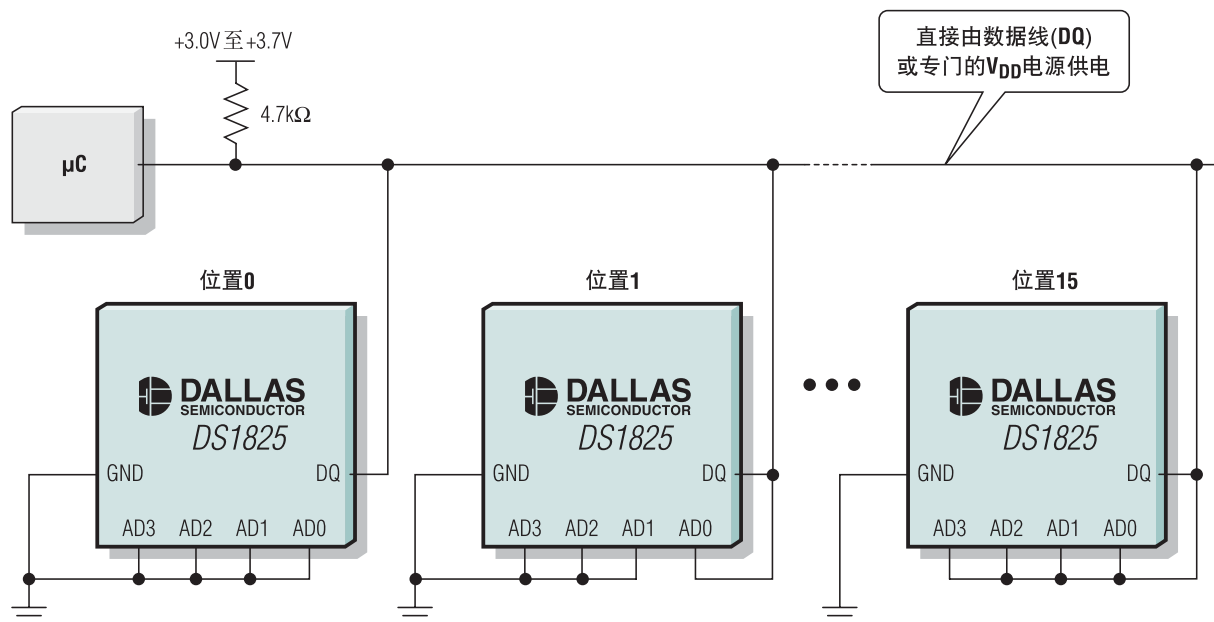 +3.0V至+3.7V
4.7kΩ
直接由数据线(DQ)
或专门的VDD电源供电
µC
位置0
位置1
位置15
DALLAS
SEMICONDUCTOR
DS1825
GND
DQ
AD3 AD2 AD1 AD0
DALLAS
SEMICONDUCTOR
DS1825
GND
DQ
AD3 AD2 AD1 AD0
DALLAS
SEMICONDUCTOR
DS1825
GND
DQ
AD3 AD2 AD1 AD0